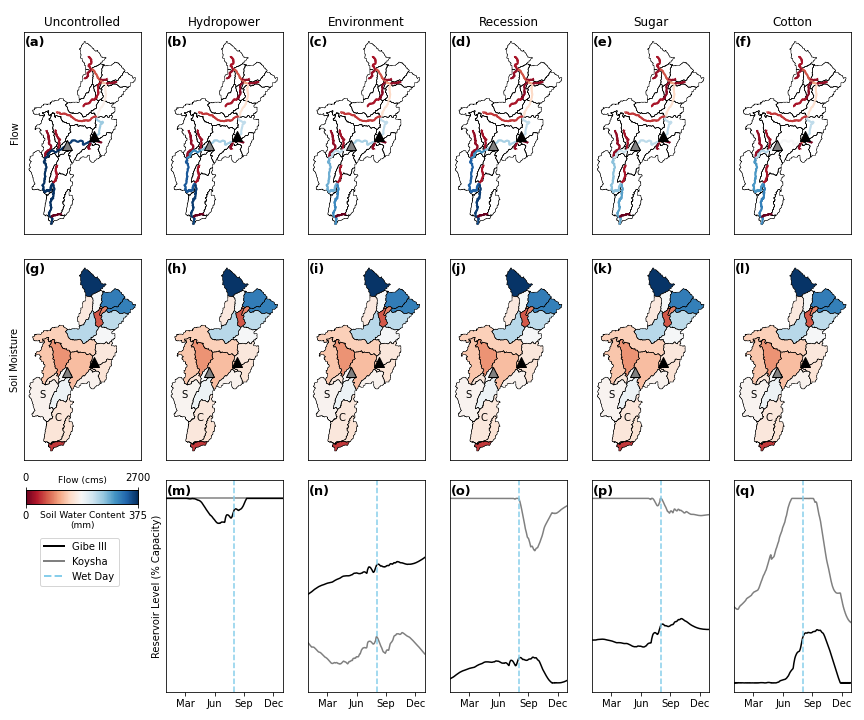 Uncontrolled Hydropower Environment Recession Sugar Cotton
(a) (b) (c) (d) (e) (f)
Flow
(g) (h) (i) (j) (k) (l)
Soil Moisture
S S S S S S
C C C C C C
0 Flow (cms) 2700
0 Soil Water Content 375
(mm)
Gibe III
Koysha
Wet Day
(m) (n) (o) (p) (q)
Reservoir Level (% Capacity)
Mar Jun Sep Dec Mar Jun Sep Dec Mar Jun Sep Dec Mar Jun Sep Dec Mar Jun Sep Dec